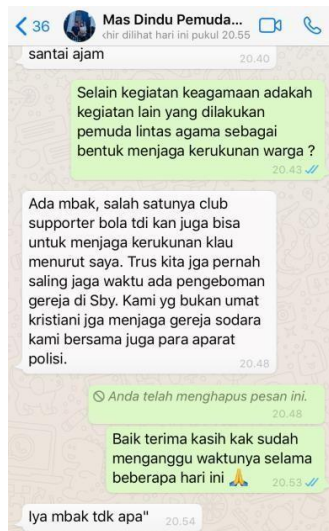 36
Mas Dindu Pemuda...
chir dilihat hari ini pukul 20.55
santai ajam
20.40
Selain kegiatan keagamaan adakah
kegiatan lain yang dilakukan
pemuda lintas agama sebagai
bentuk menjaga kerukunan warga ?
20.43
Ada mbak, salah satunya club
supporter bola tdi kan juga bisa
untuk menjaga kerukunan klau
menurut saya. Trus kita jga pernah
saling jaga waktu ada pengeboman
gereja di Sby. Kami yg bukan umat
kristiani jga menjaga gereja sodara
kami bersama juga para aparat
polisi.
20.48
Anda telah menghapus pesan ini.
20.48
Baik terima kasih kak sudah
menganggu waktunya selama
beberapa hari ini 🙏
20.53
Iya mbak tdk apa"
20.54